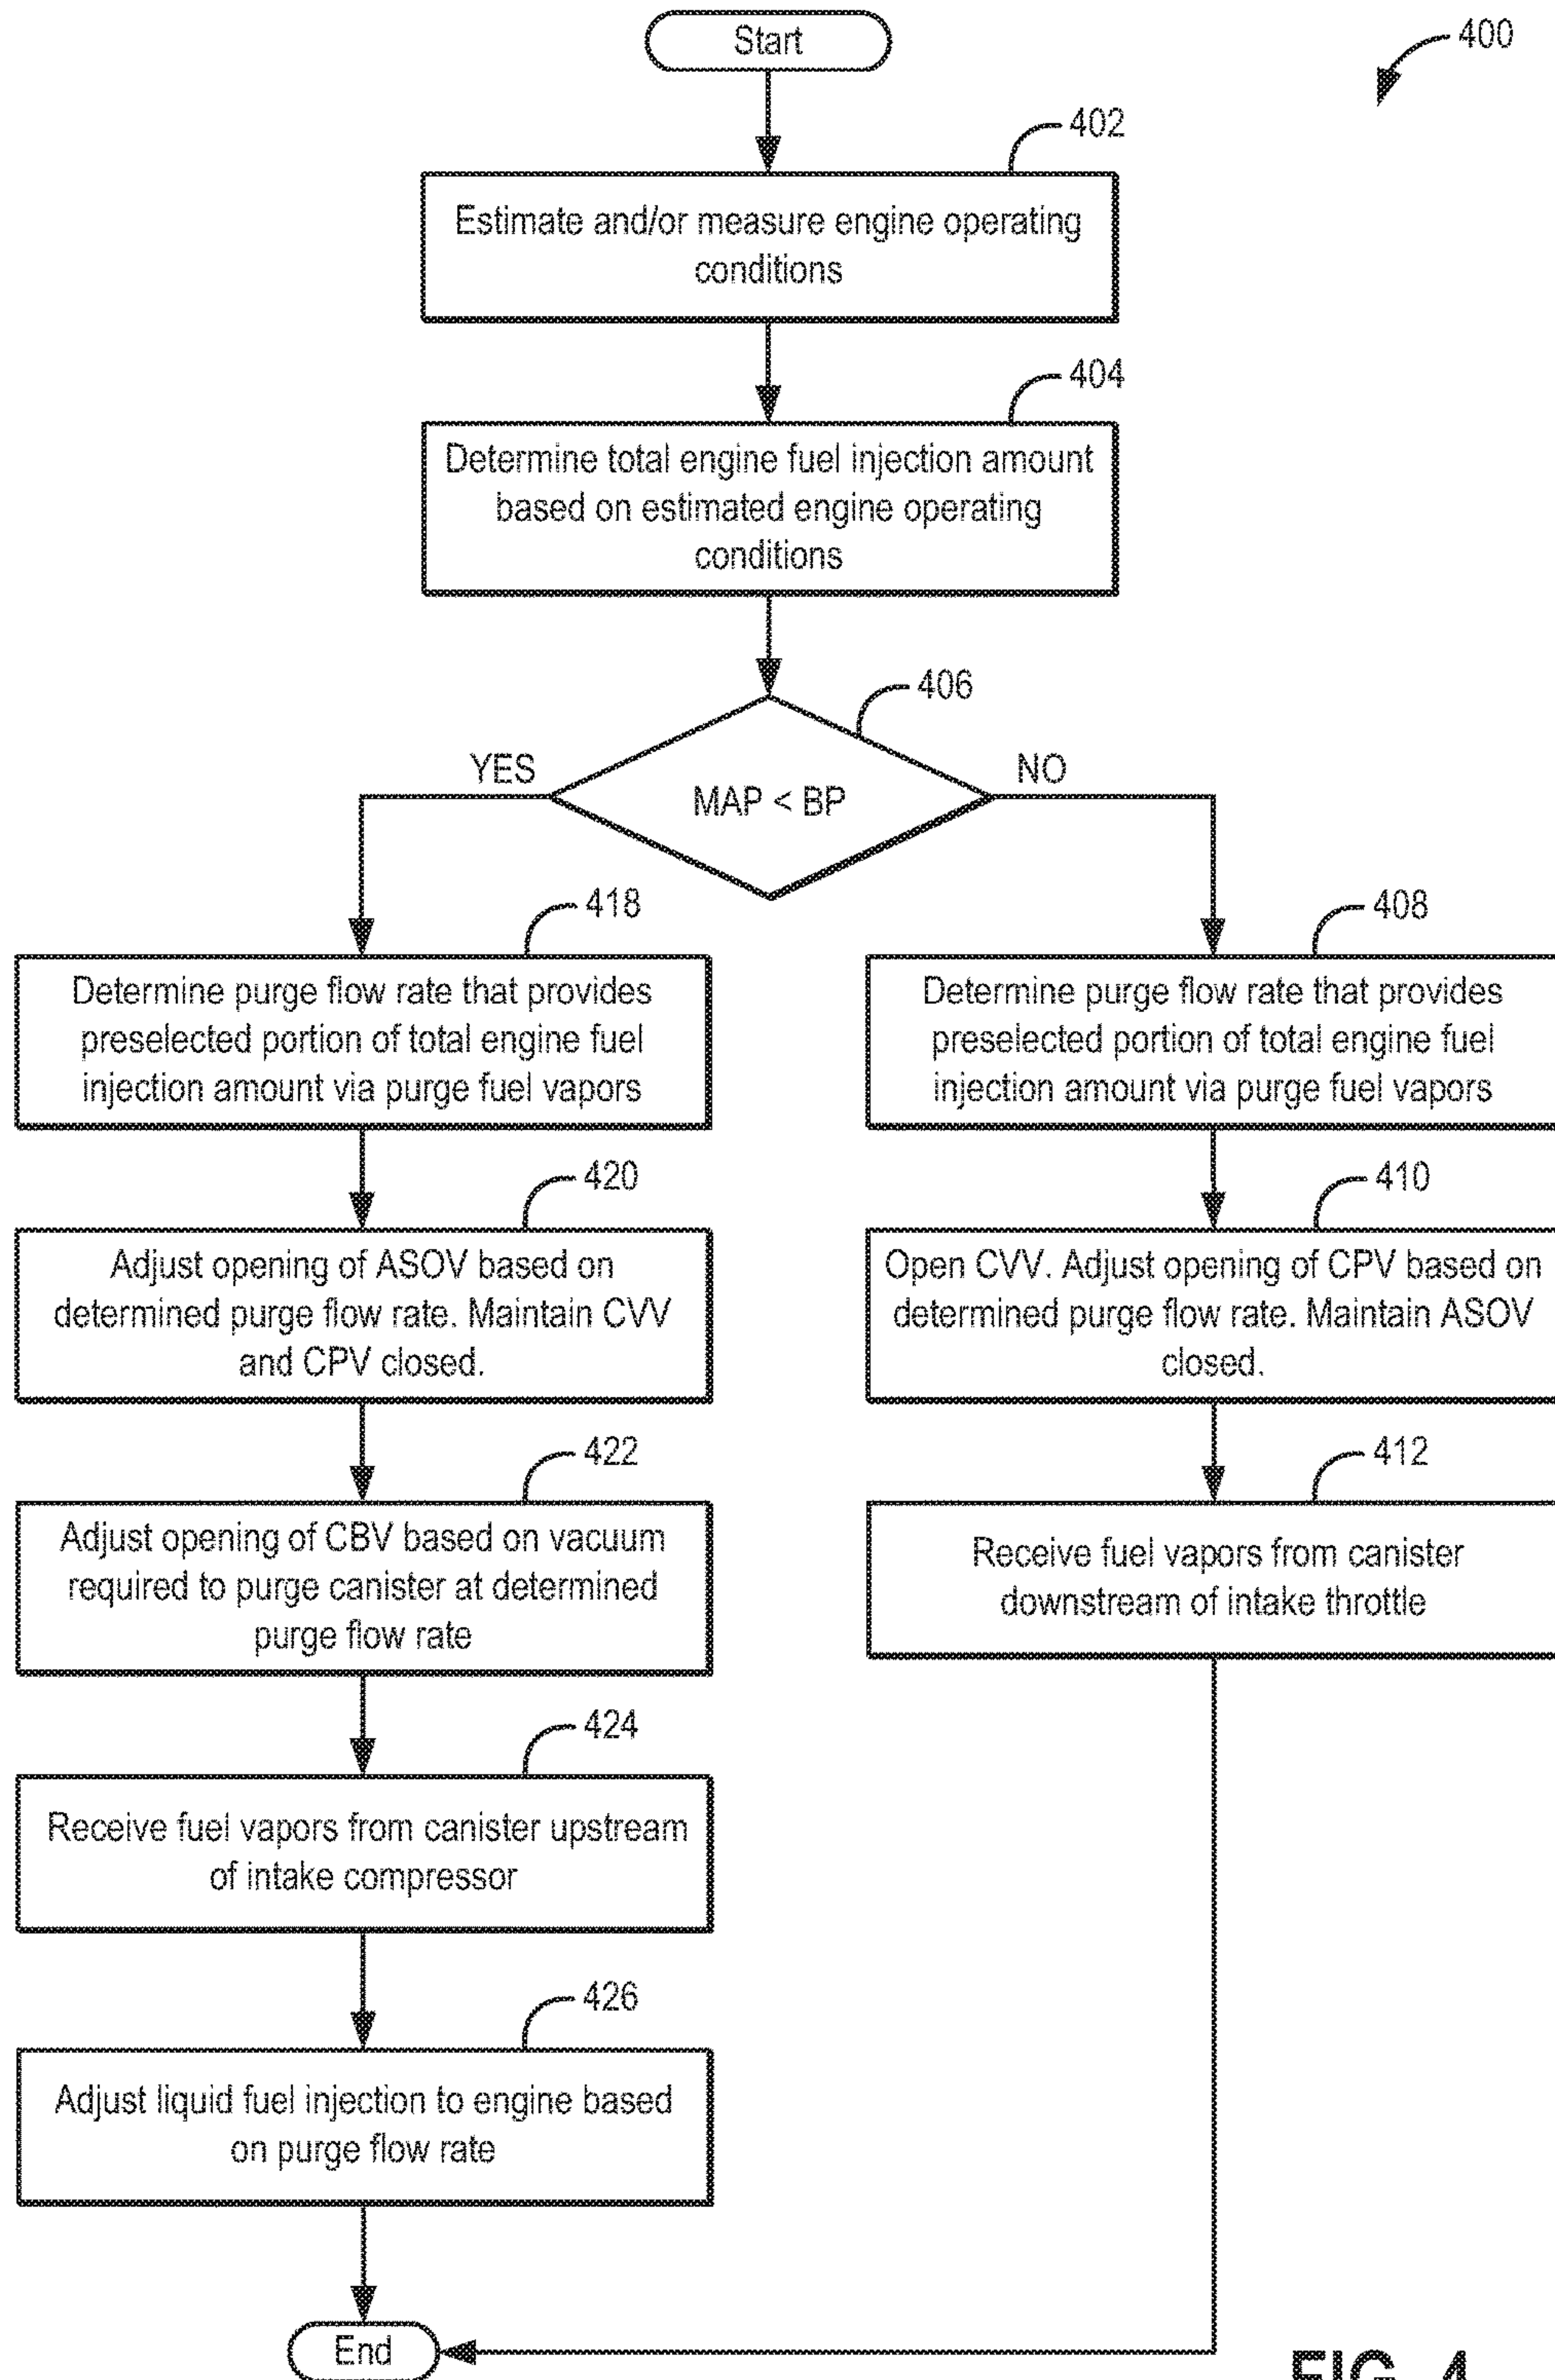 Start
400
402
Estimate and/or measure engine operating
conditions
404
Determine total engine fuel injection amount
based on estimated engine operating
conditions
406
YES
MAP < BP
NO
418
Determine purge flow rate that provides
preselected portion of total engine fuel
injection amount via purge fuel vapors
408
Determine purge flow rate that provides
preselected portion of total engine fuel
injection amount via purge fuel vapors
420
Adjust opening of ASOV based on
determined purge flow rate. Maintain CVV
and CPV closed.
410
Open CVV. Adjust opening of CPV based on
determined purge flow rate. Maintain ASOV
closed.
422
Adjust opening of CBV based on vacuum
required to purge canister at determined
purge flow rate
412
Receive fuel vapors from canister
downstream of intake throttle
424
Receive fuel vapors from canister upstream
of intake compressor
426
Adjust liquid fuel injection to engine based
on purge flow rate
End
FIG. 4